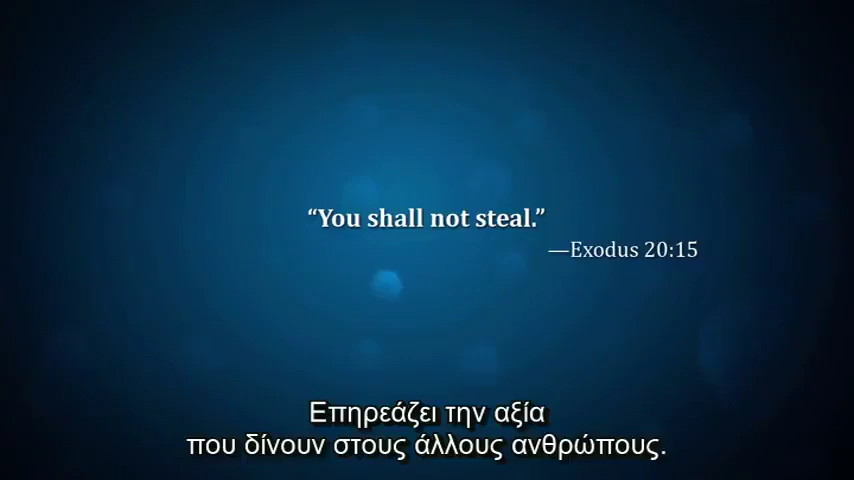 “You shall not steal.”
—Exodus 20:15
Επηρεάζει την αξία
που δίνουν στους άλλους ανθρώπους.